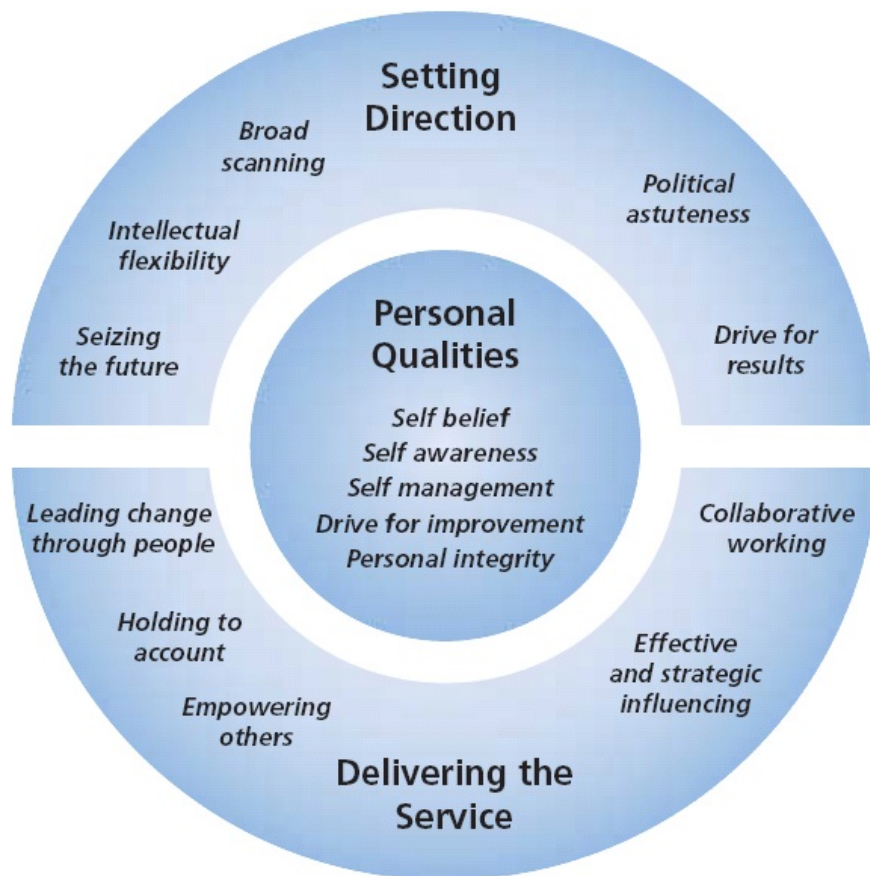 Setting
Direction
Broad
scanning
Political
astuteness
Intellectual
flexibility
Seizing
the future
Drive for
results
Personal
Qualities
Self belief
Self awareness
Self management
Drive for improvement
Personal integrity
Leading change
through people
Collaborative
working
Holding to
account
Effective
and strategic
influencing
Empowering
others
Delivering the
Service